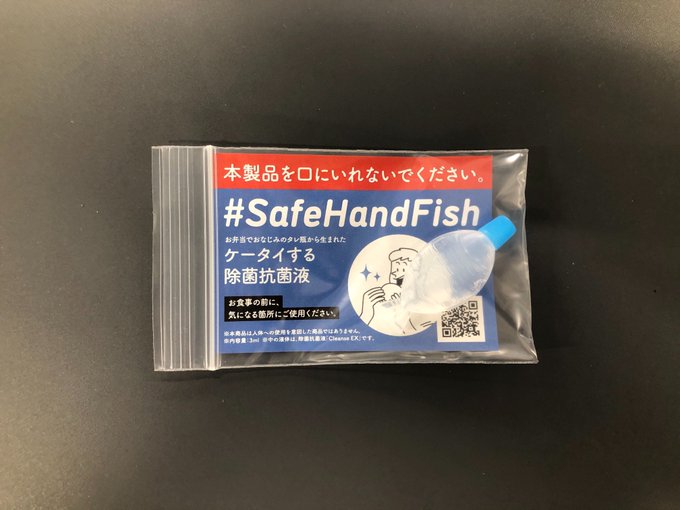 本製品を口にいれないでください。
#SafeHandFish
お弁当でおなじみのタレ瓶から生まれた
ケータイする
除菌抗菌液
お食事の前に、
気になる箇所にご使用ください。
※本商品は人体への使用を意図した商品ではありません。
※内容量:3ml ※中の液体は、除菌抗菌液「Cleanse EX」です。